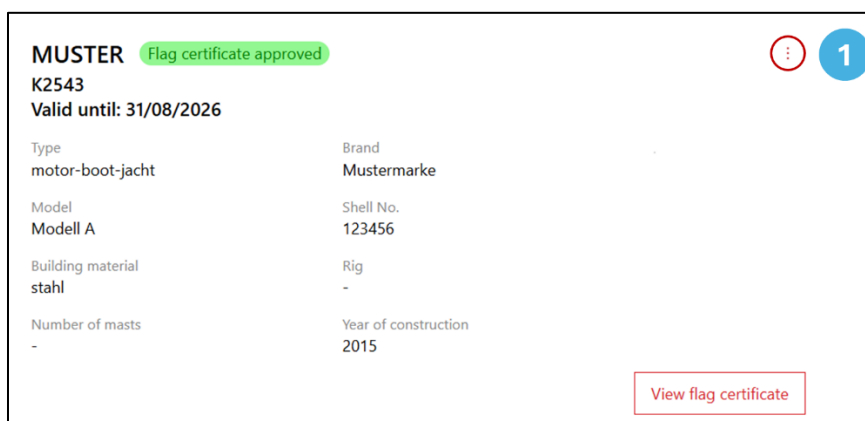 MUSTER Flag certificate approved
1
K2543
Valid until: 31/08/2026
Type Brand
motor-boot-jacht Mustermarke
Model Shell No.
Modell A 123456
Building material Rig
stahl -
Number of masts Year of construction
- 2015
View flag certificate